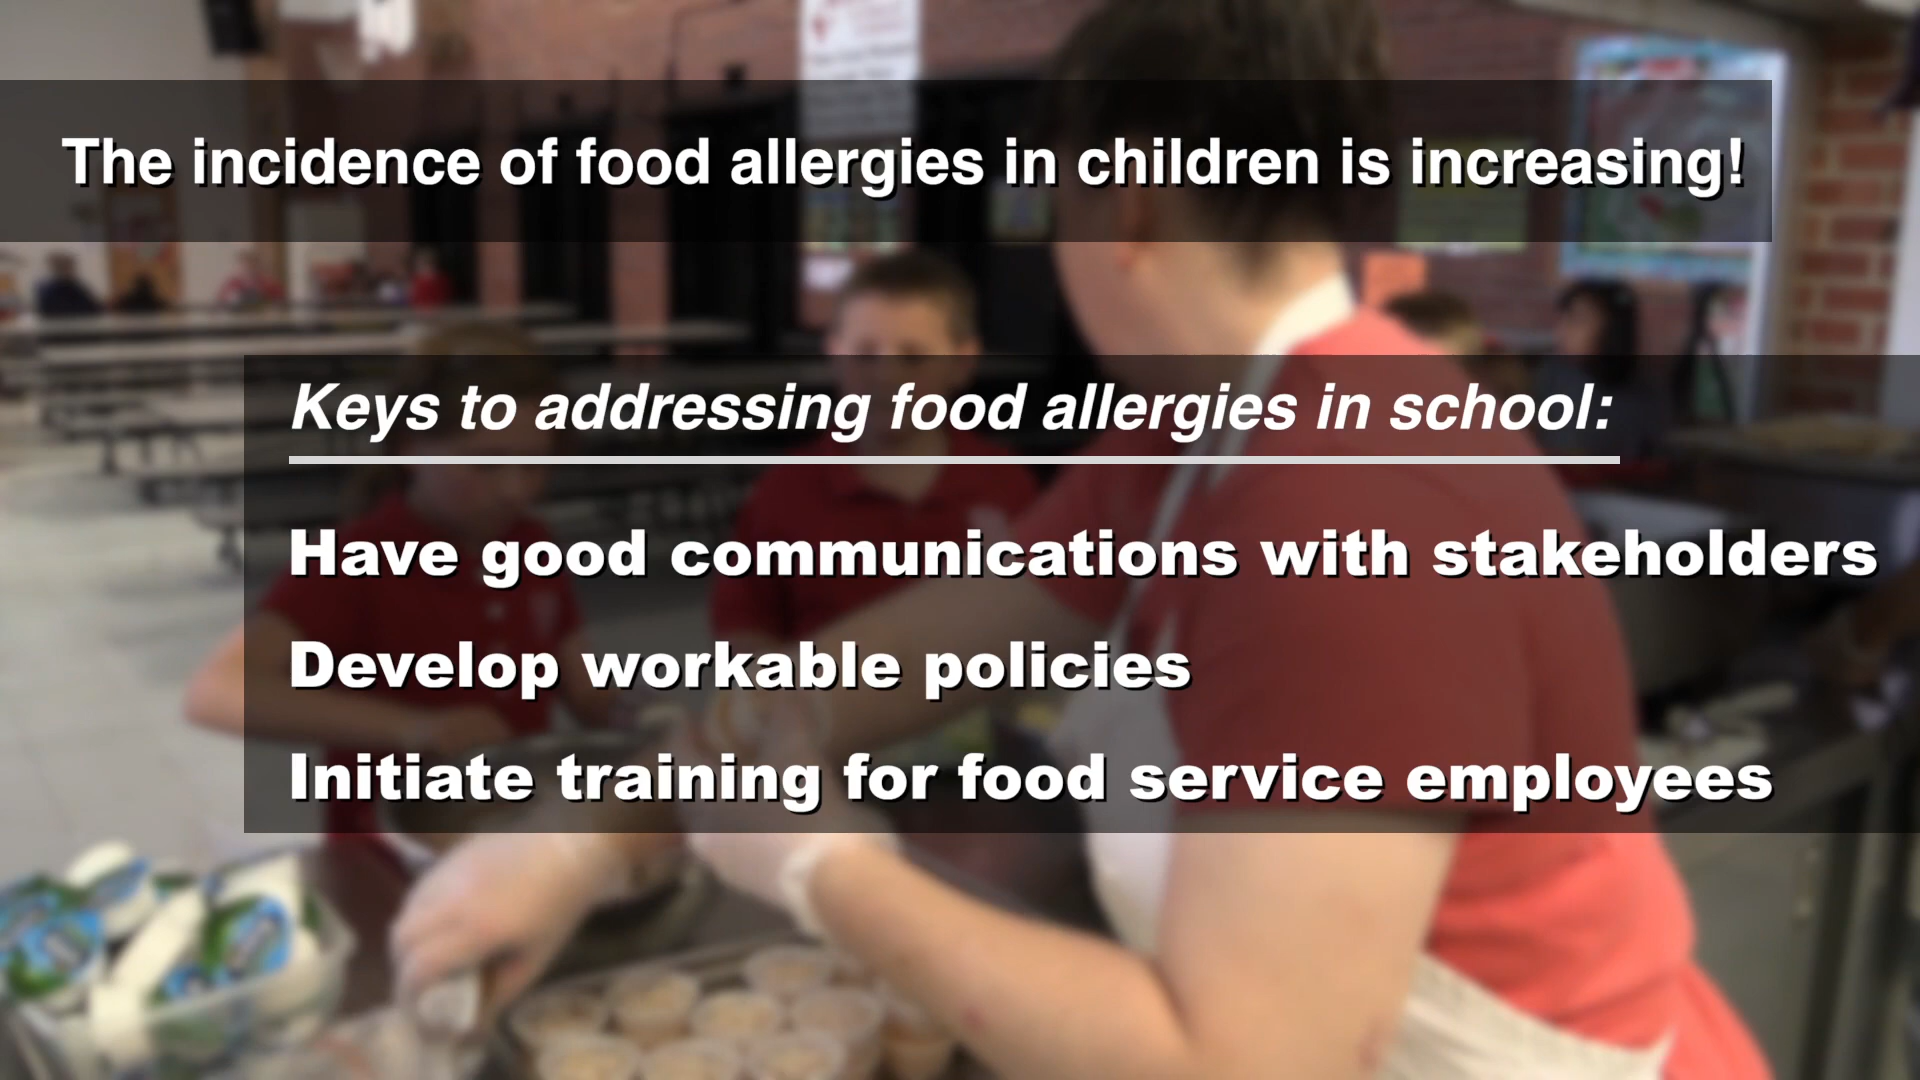 The incidence of food allergies in children is increasing!
Keys to addressing food allergies in school:
Have good communications with stakeholders
Develop workable policies
Initiate training for food service employees